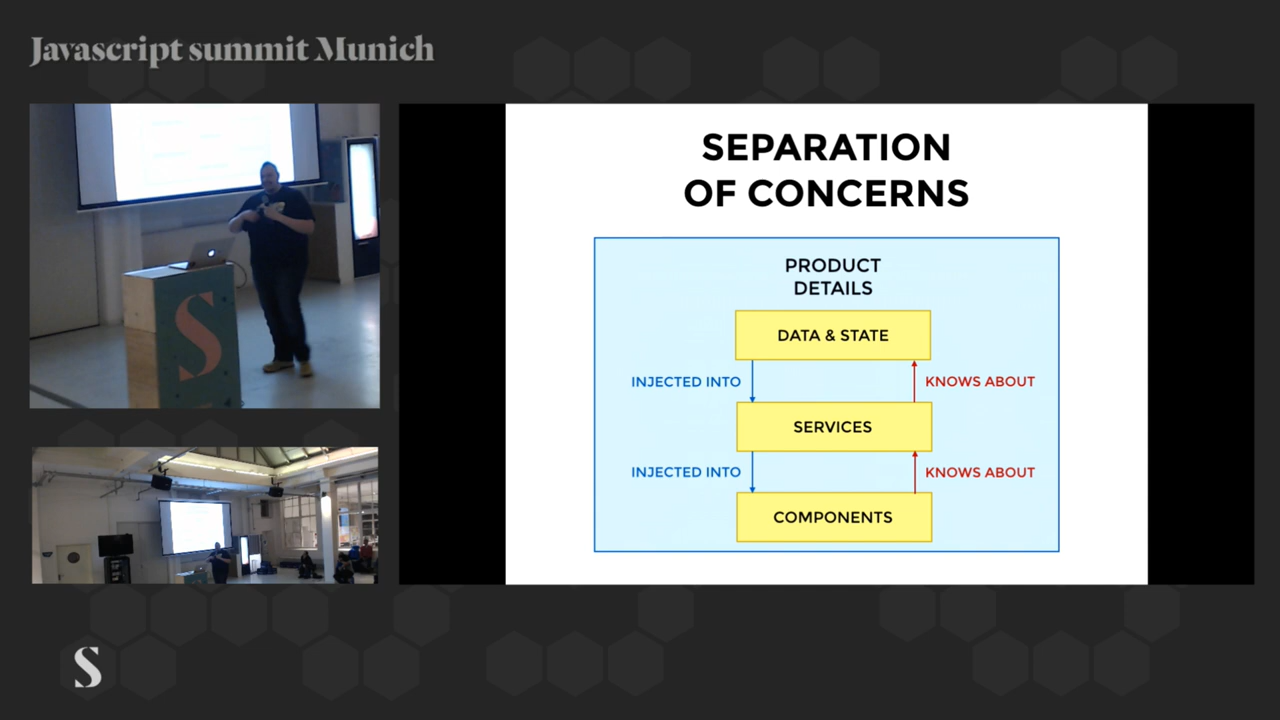 Javascript summit Munich
SEPARATION
OF CONCERNS
PRODUCT
DETAILS
DATA & STATE
INJECTED INTO
KNOWS ABOUT
SERVICES
INJECTED INTO
KNOWS ABOUT
COMPONENTS
S
S